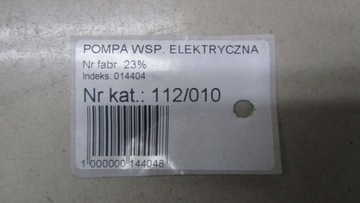 POMPA WSP. ELEKTRYCZNA
Nr fabr. 23%
Indeks: 014404
Nr kat.: 112/010
1 000000 144048